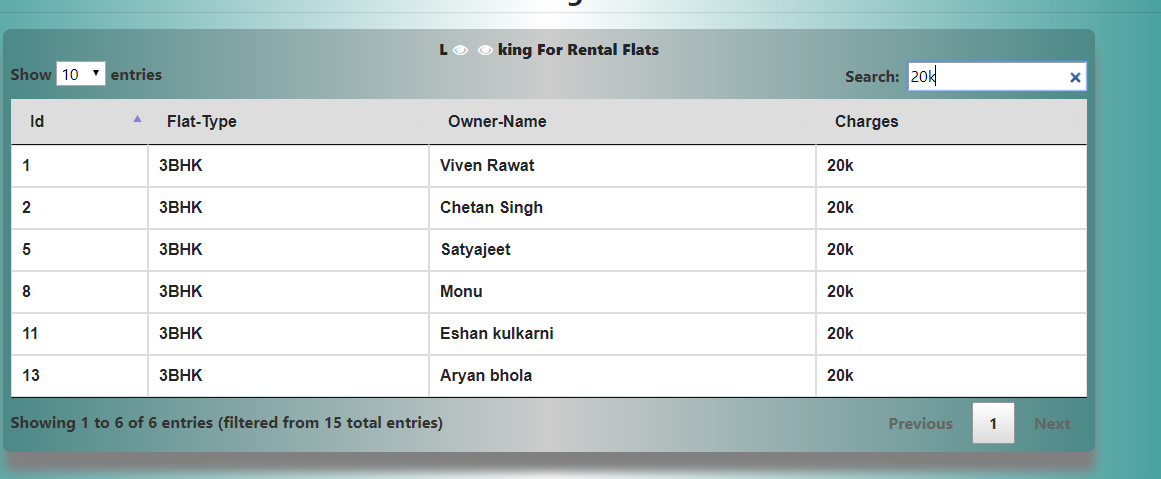 L king For Rental Flats
Show 10 entries
Search: 20k
Id Flat-Type Owner-Name Charges
1 3BHK Viven Rawat 20k
2 3BHK Chetan Singh 20k
5 3BHK Satyajeet 20k
8 3BHK Monu 20k
11 3BHK Eshan kulkarni 20k
13 3BHK Aryan bhola 20k
Showing 1 to 6 of 6 entries (filtered from 15 total entries)
Previous 1 Next